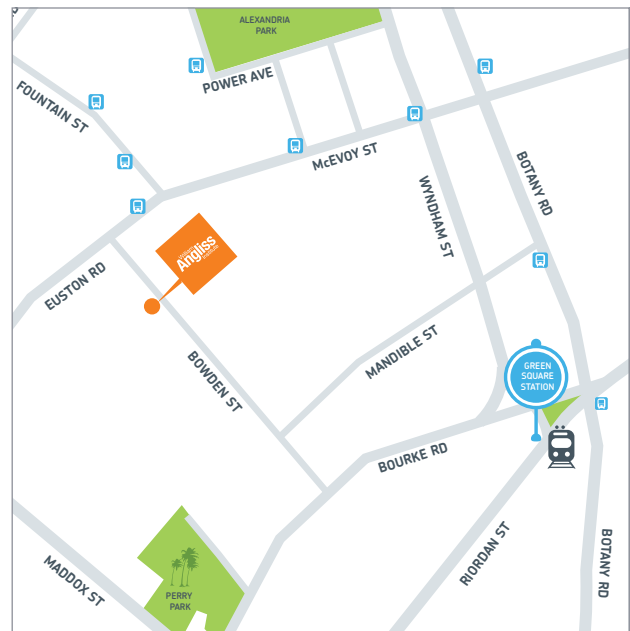 ALEXANDRIA
PARK
POWER AVE
FOUNTAIN ST
McEVOY ST
BOTANY RD
WYNDHAM ST
Angliss
EUSTON RD
MANDIBLE ST
GREEN
SQUARE
STATION
BOWDEN ST
BOURKE RD
RIORDAN ST
BOTANY RD
MADDOX ST
PERRY
PARK